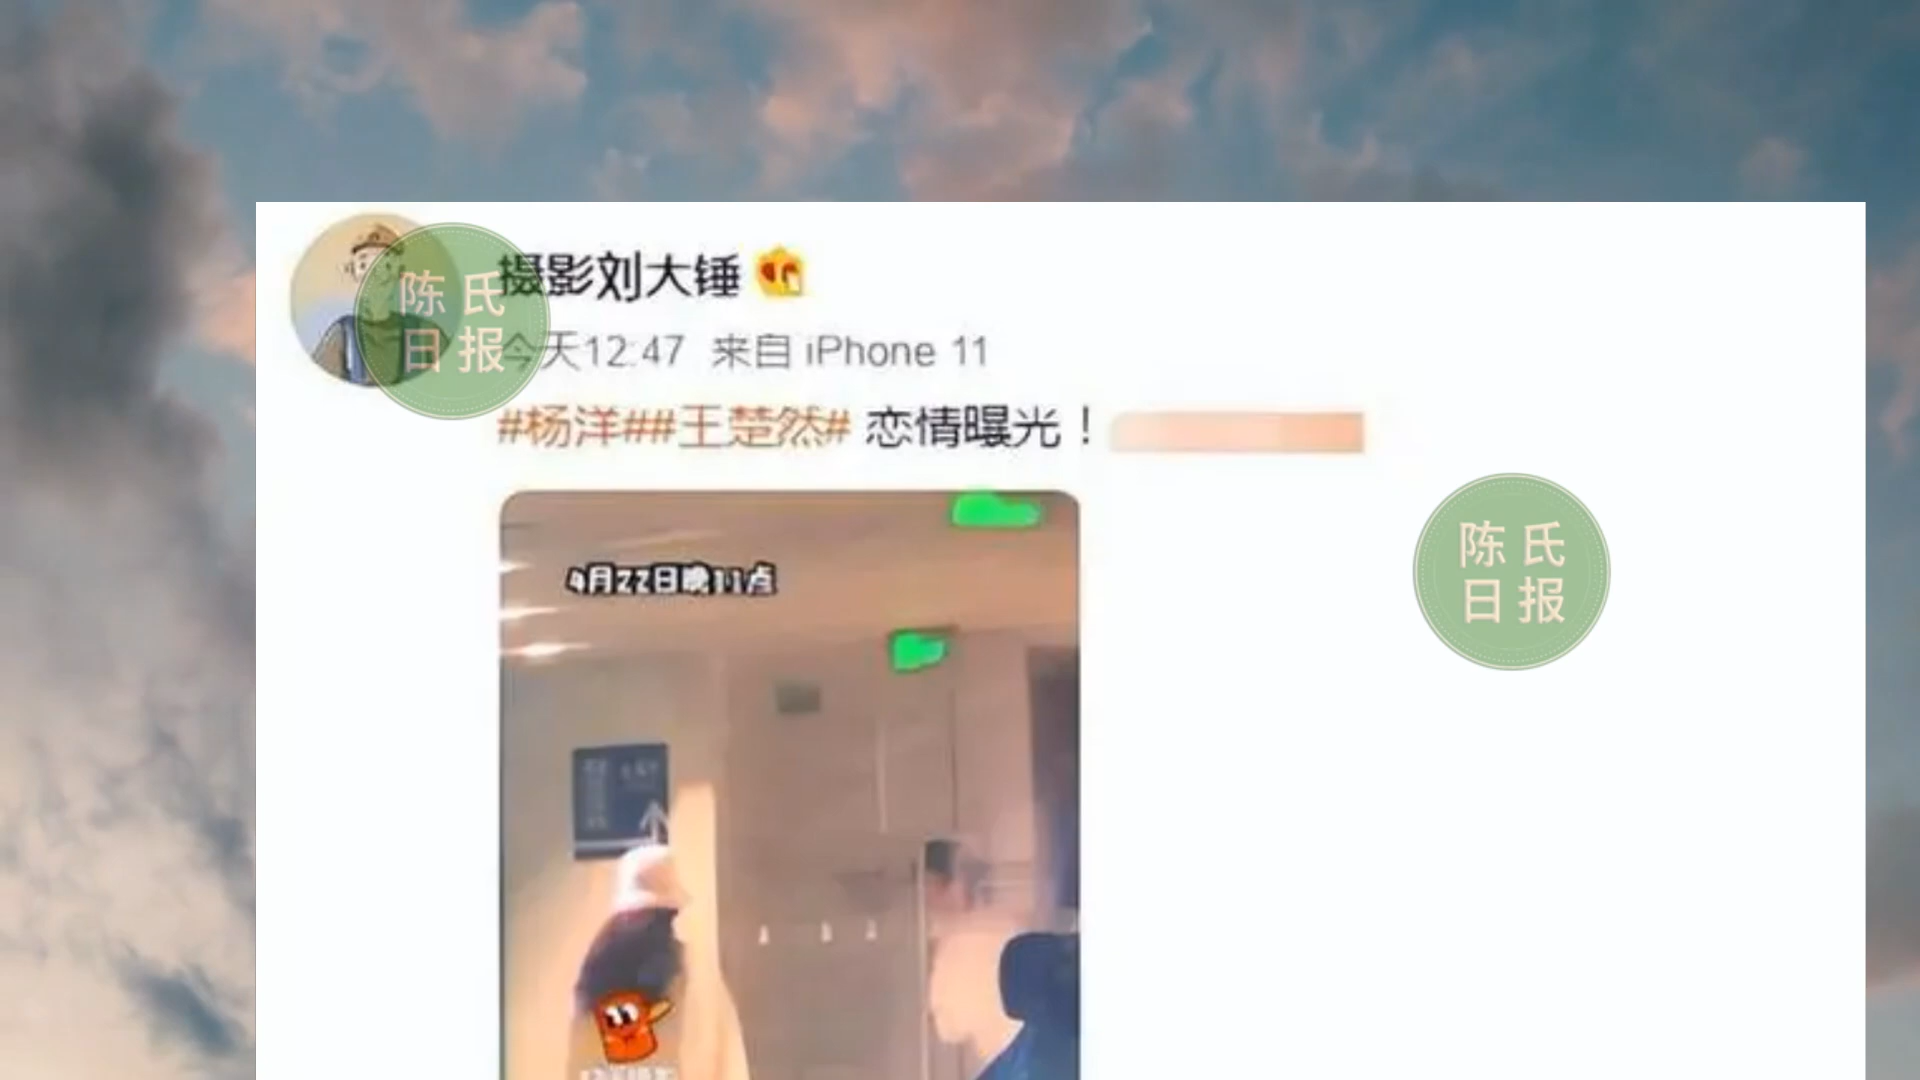 摄影刘大锤
今天12:47 来自 iPhone 11
#杨洋##王楚然# 恋情曝光！
4月22日晚11点
陈氏
日报
陈氏
日报